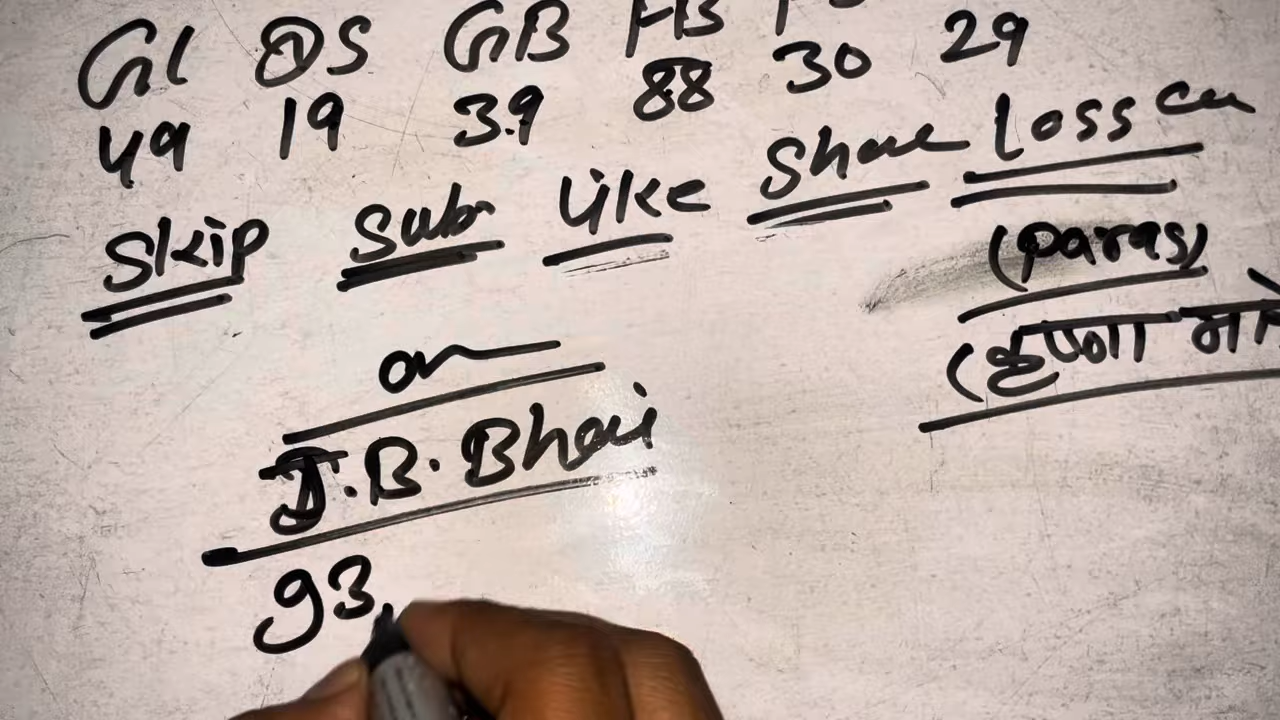 GL DS GB FB
49 19 39 88 30 29
Skip Sub Like Share Loss
(paras)
on
J.B. Bhai
93